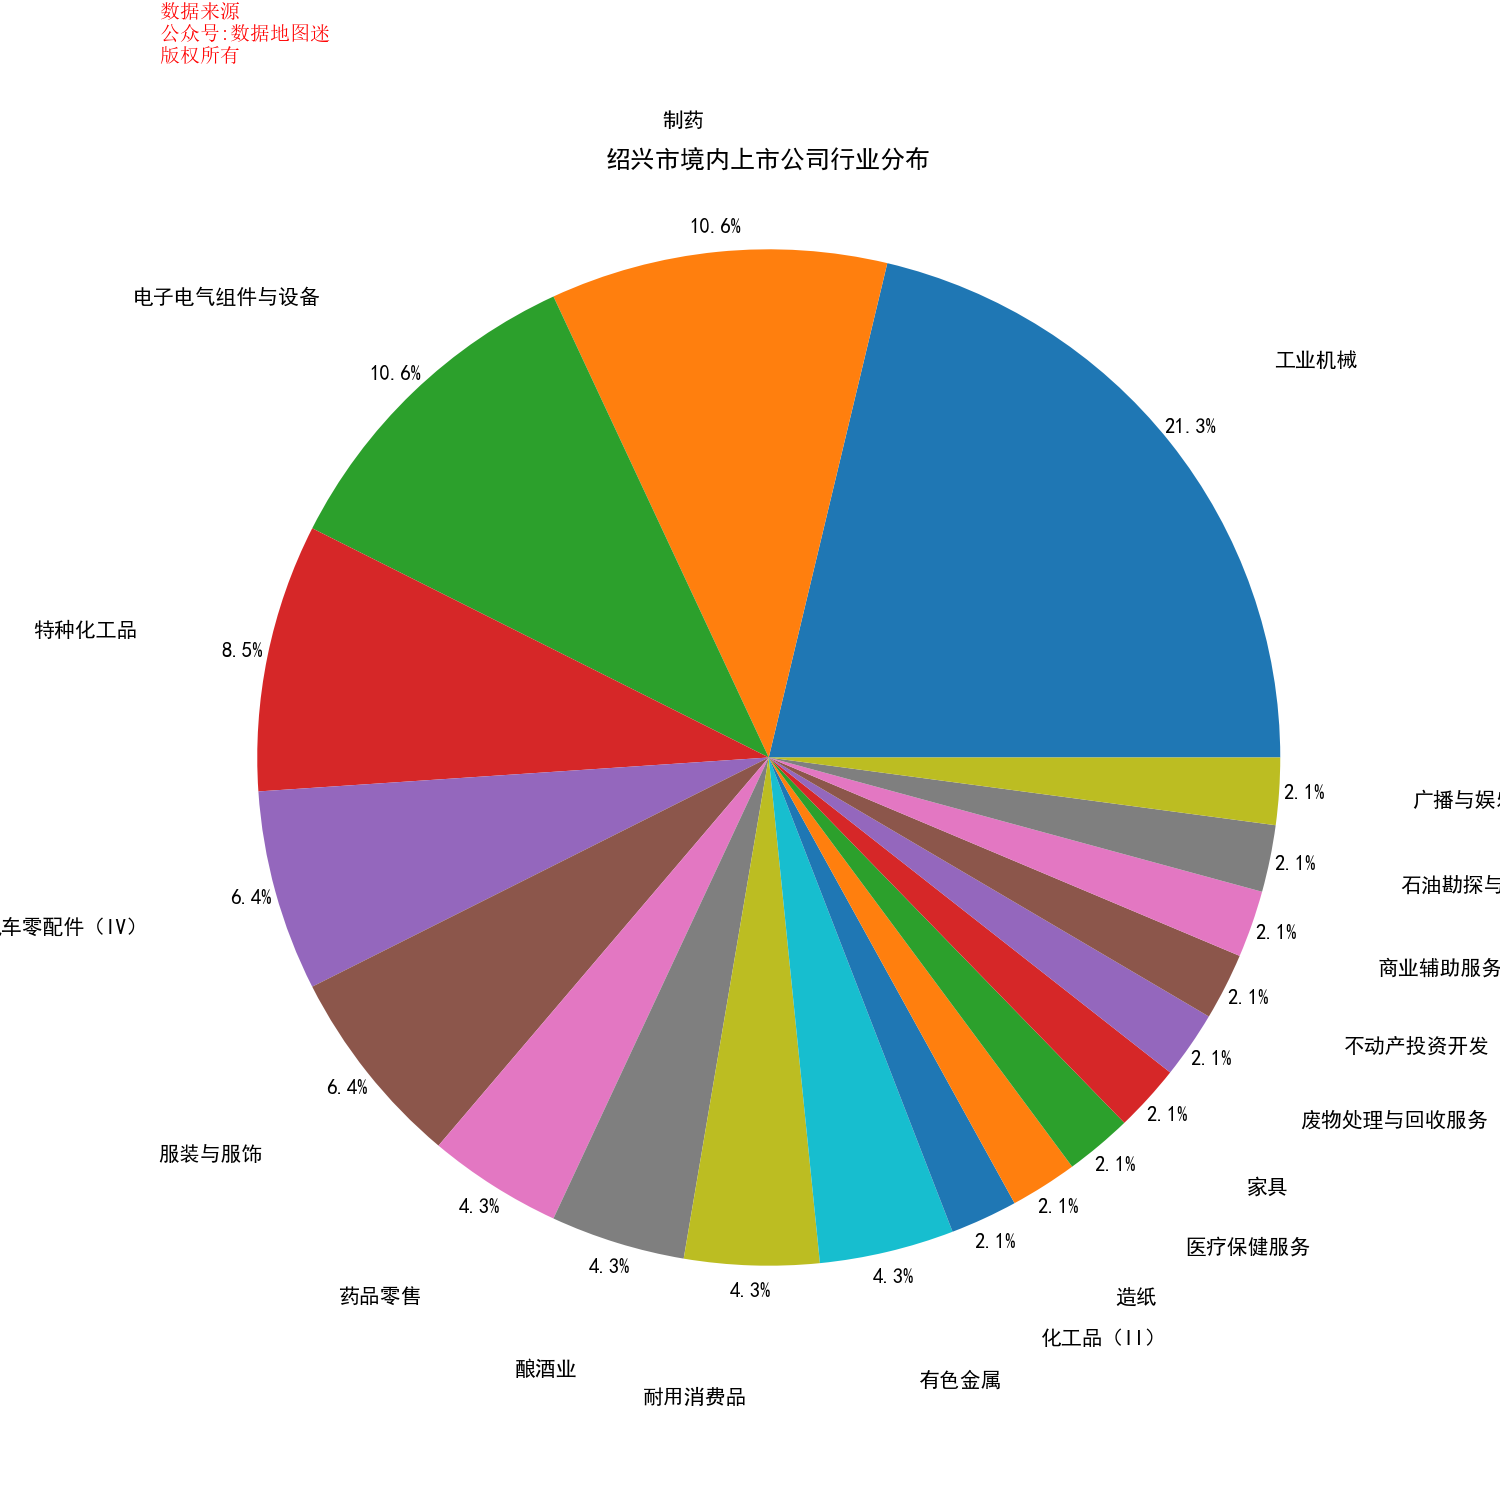 数据来源
公众号:数据地图迷
版权所有
制药
绍兴市境内上市公司行业分布
10.6%
电子电气组件与设备
工业机械
10.6%
21.3%
特种化工品
8.5%
2.1%
广播与娱乐
2.1%
石油勘探与
6.4%
车零配件（IV）
2.1%
商业辅助服务
2.1%
不动产投资开发
2.1%
6.4%
2.1%
废物处理与回收服务
服装与服饰
2.1%
家具
4.3%
2.1%
医疗保健服务
2.1%
4.3%
4.3%
4.3%
药品零售
造纸
化工品（II）
酿酒业
有色金属
耐用消费品